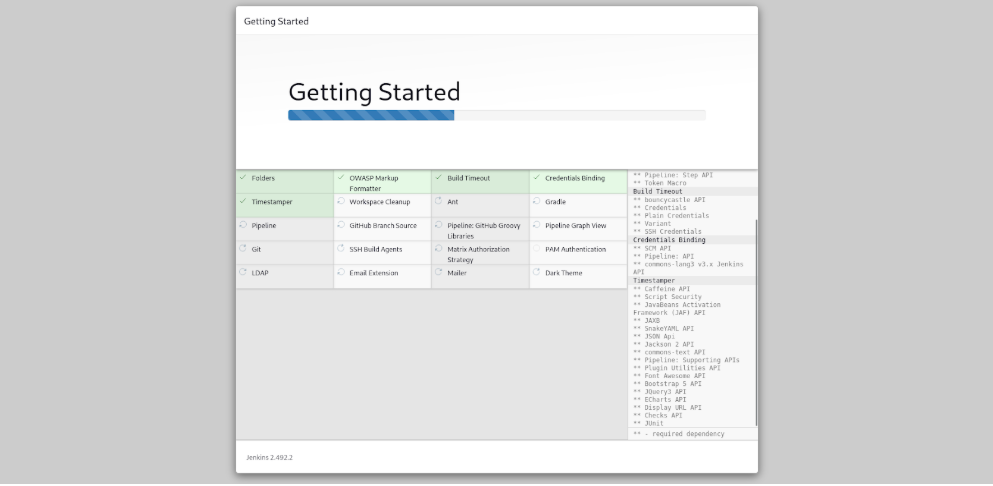 Getting Started
Getting Started
Folders
OWASP Markup
Formatter
Build Timeout
Credentials Binding
Timestamper
Workspace Cleanup
Ant
Gradle
Pipeline
GitHub Branch Source
Pipeline: GitHub Groovy
Libraries
Pipeline Graph View
Git
SSH Build Agents
Matrix Authorization
Strategy
PAM Authentication
LDAP
Email Extension
Mailer
Dark Theme
** Pipeline: Step API
** Token Macro
Build Timeout
** bouncycastle API
** Credentials
** Plain Credentials
** Variant
** SSH Credentials
Credentials Binding
** SCM API
** Pipeline: API
** commons-lang3 v3.x Jenkins
API
Timestamper
** Caffeine API
** Script Security
** JavaBeans Activation
Framework (JAF) API
** JAXB
** SnakeYAML API
** JSON Api
** Jackson 2 API
** commons-text API
** Pipeline: Supporting APIs
** Plugin Utilities API
** Font Awesome API
** Bootstrap 5 API
** JQuery3 API
** ECharts API
** Display URL API
** Checks API
** JUnit
** - required dependency
Jenkins 2.492.2